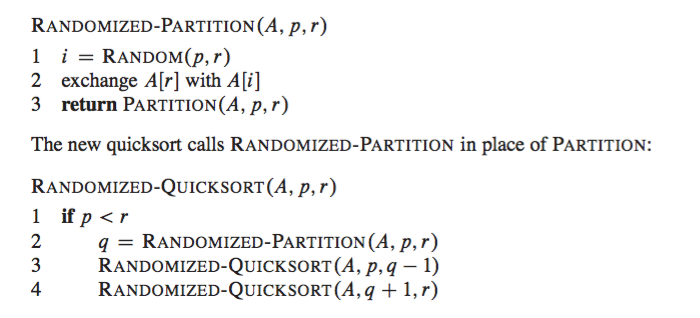 RANDOMIZED-PARTITION(A, p, r)
1 i = RANDOM(p, r)
2 exchange A[r] with A[i]
3 return PARTITION(A, p, r)
The new quicksort calls RANDOMIZED-PARTITION in place of PARTITION:
RANDOMIZED-QUICKSORT(A, p, r)
1 if p < r
2 q = RANDOMIZED-PARTITION(A, p, r)
3 RANDOMIZED-QUICKSORT(A, p, q − 1)
4 RANDOMIZED-QUICKSORT(A, q + 1, r)